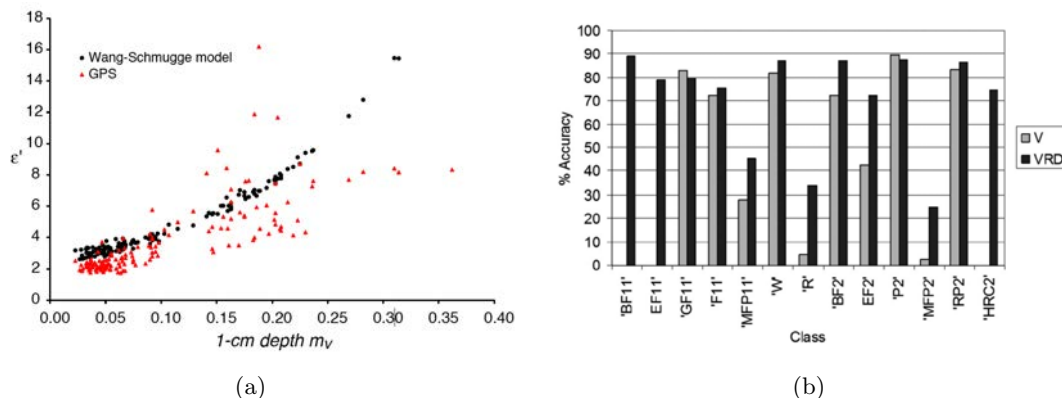 18
16
14
12
10
8
6
4
2
0
ε'
Wang-Schmugge model
GPS
0.00 0.05 0.10 0.15 0.20 0.25 0.30 0.35 0.40
1-cm depth mV
(a)
100
90
80
70
60
50
40
30
20
10
0
% Accuracy
V
VRD
'BF11'
EF11'
'GF11'
'F11'
'MFP11'
'W'
'R'
'BF2'
EF2'
'P2'
'MFP2'
'RP2'
'HRC2'
Class
(b)